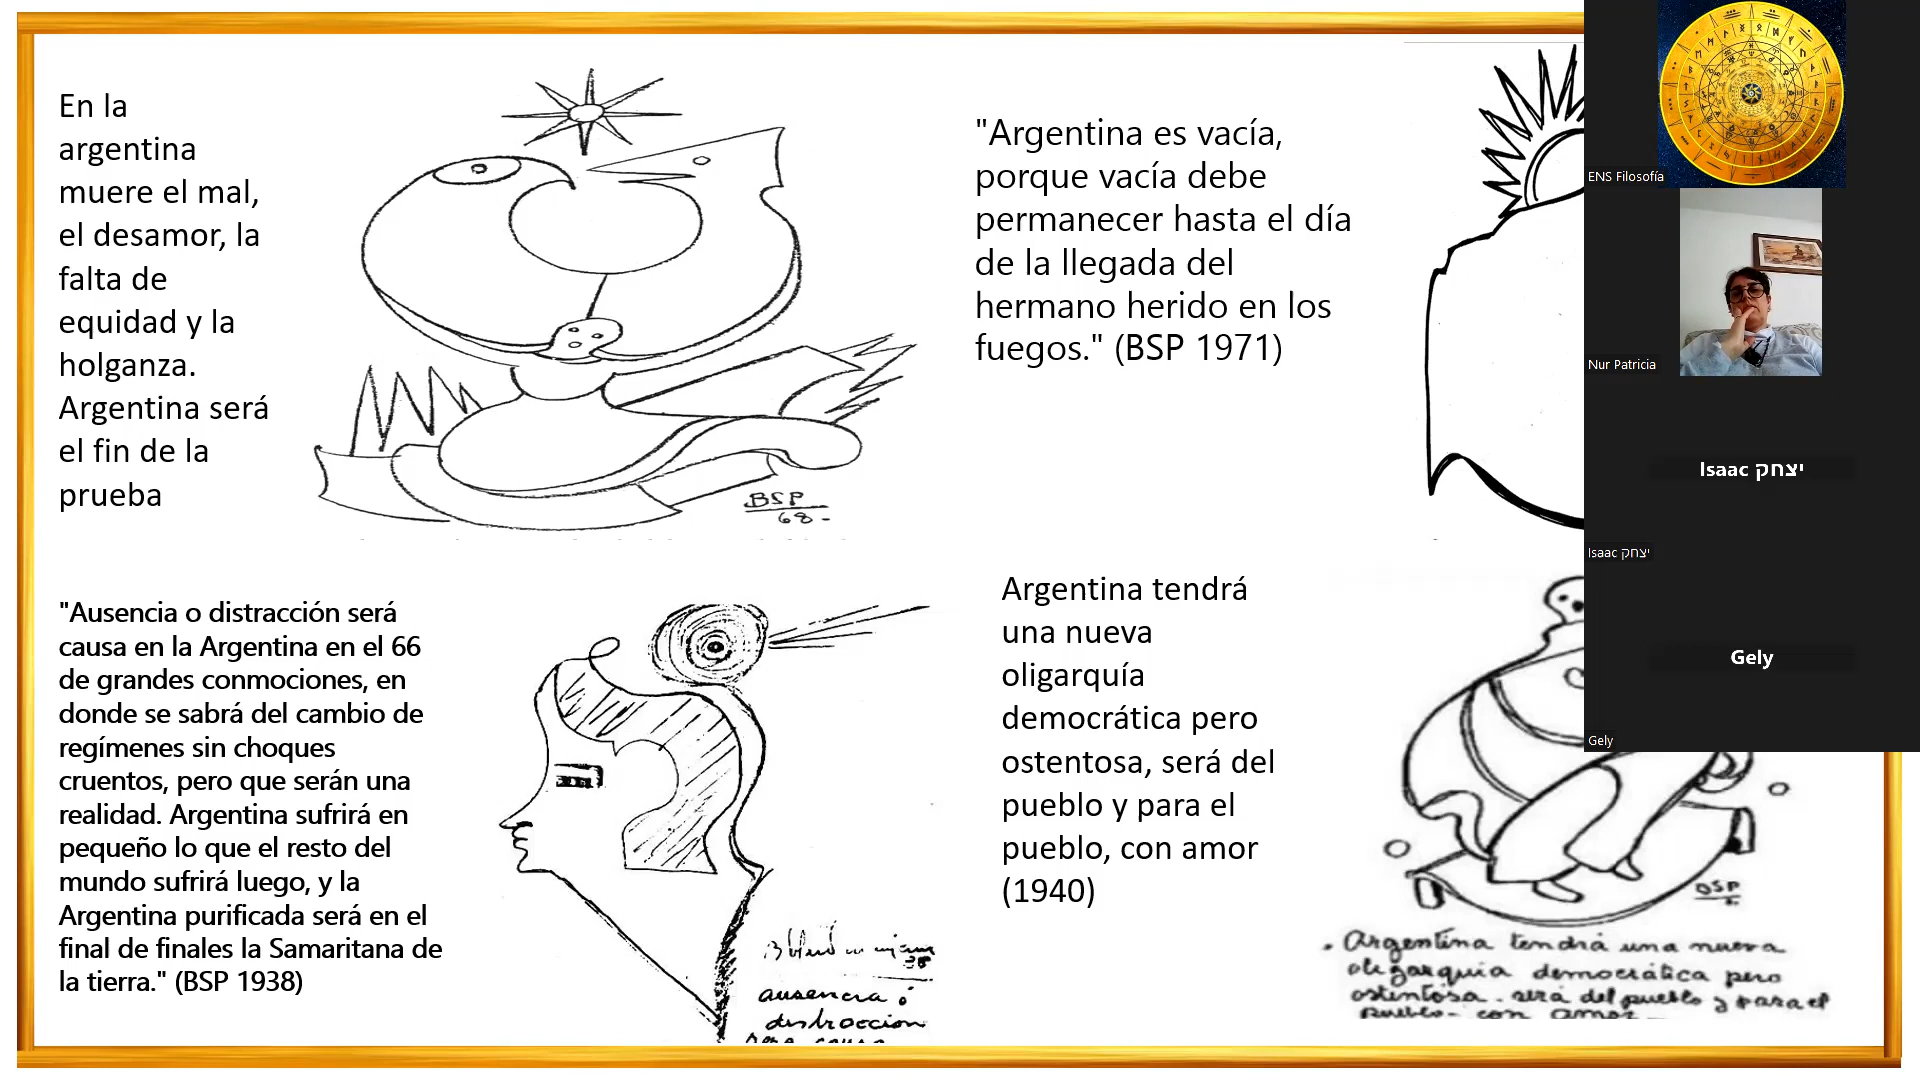 En la
argentina
muere el mal,
el desamor, la
falta de
equidad y la
holganza.
Argentina será
el fin de la
prueba
BSP
68-
"Argentina es vacía,
porque vacía debe
permanecer hasta el día
de la llegada del
hermano herido en los
fuegos." (BSP 1971)
"Ausencia o distracción será
causa en la Argentina en el 66
de grandes conmociones, en
donde se sabrá del cambio de
regímenes sin choques
cruentos, pero que serán una
realidad. Argentina sufrirá en
pequeño lo que el resto del
mundo sufrirá luego, y la
Argentina purificada será en el
final de finales la Samaritana de
la tierra." (BSP 1938)
38
ausencia ó
distraccion
sera causa
Argentina tendrá
una nueva
oligarquía
democrática pero
ostentosa, será del
pueblo y para el
pueblo, con amor
(1940)
BSP
Argentina tendrá una nueva
oligarquia democrática pero
ostentosa. será del pueblo y para el
pueblo- con amor-
ENS Filosofía
Nur Patricia
Isaac יצחק
Isaac יצחק
Gely
Gely